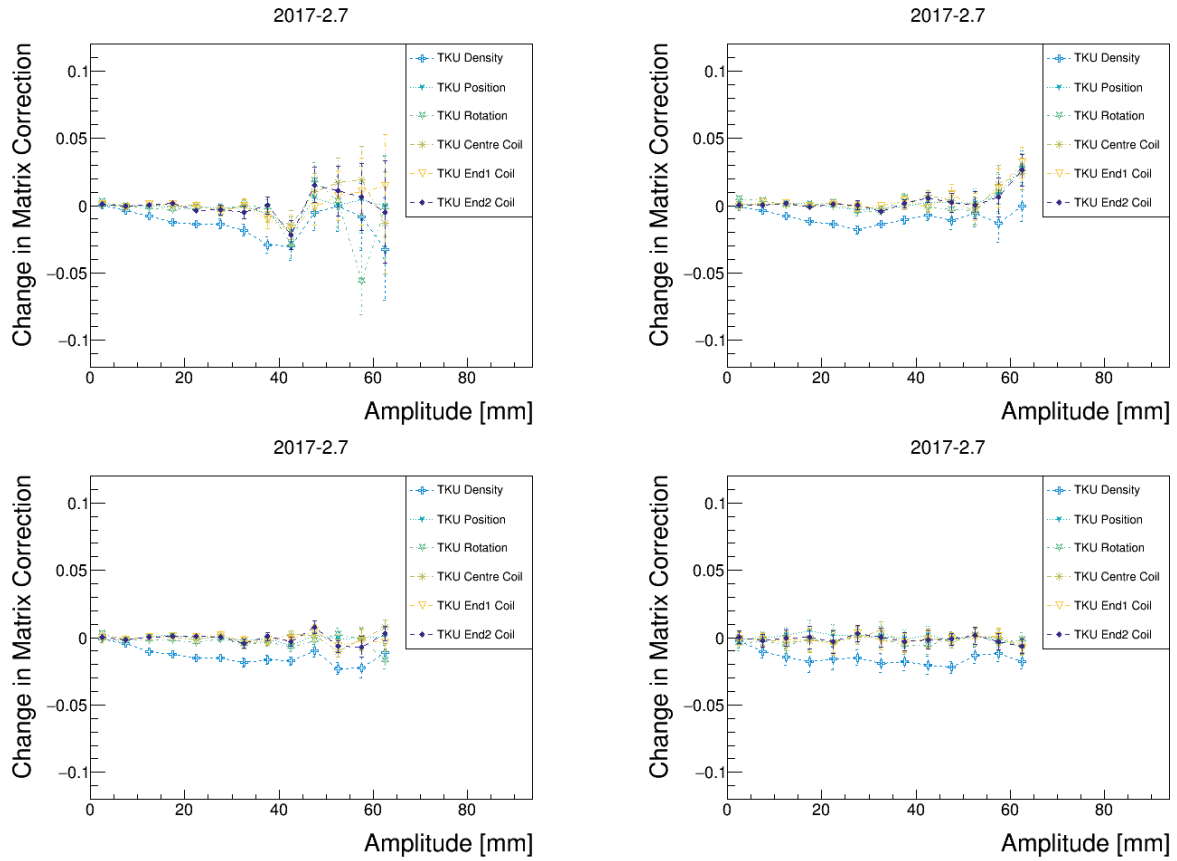 2017-2.7
Change in Matrix Correction
0.1
0.05
0
−0.05
−0.1
0 20 40 60 80
Amplitude [mm]
TKU Density
TKU Position
TKU Rotation
TKU Centre Coil
TKU End1 Coil
TKU End2 Coil
2017-2.7
Change in Matrix Correction
0.1
0.05
0
−0.05
−0.1
0 20 40 60 80
Amplitude [mm]
TKU Density
TKU Position
TKU Rotation
TKU Centre Coil
TKU End1 Coil
TKU End2 Coil
2017-2.7
Change in Matrix Correction
0.1
0.05
0
−0.05
−0.1
0 20 40 60 80
Amplitude [mm]
TKU Density
TKU Position
TKU Rotation
TKU Centre Coil
TKU End1 Coil
TKU End2 Coil
2017-2.7
Change in Matrix Correction
0.1
0.05
0
−0.05
−0.1
0 20 40 60 80
Amplitude [mm]
TKU Density
TKU Position
TKU Rotation
TKU Centre Coil
TKU End1 Coil
TKU End2 Coil